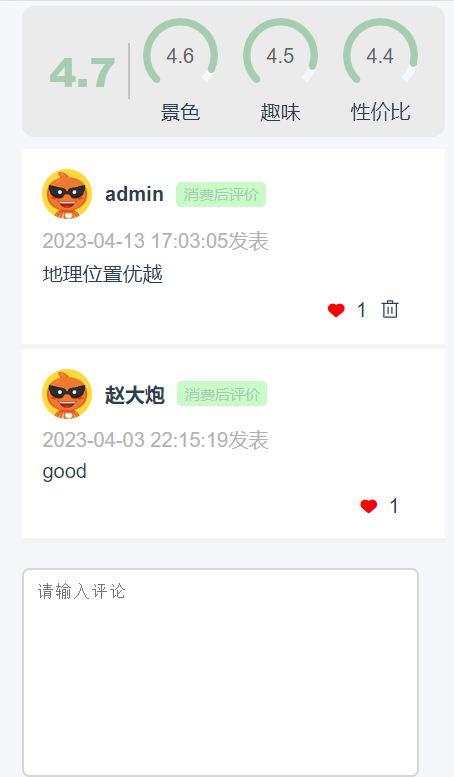 4.7 4.6 4.5 4.4
景色 趣味 性价比
admin 消费后评价
2023-04-13 17:03:05发表
地理位置优越
1
赵大炮 消费后评价
2023-04-03 22:15:19发表
good
1
请输入评论